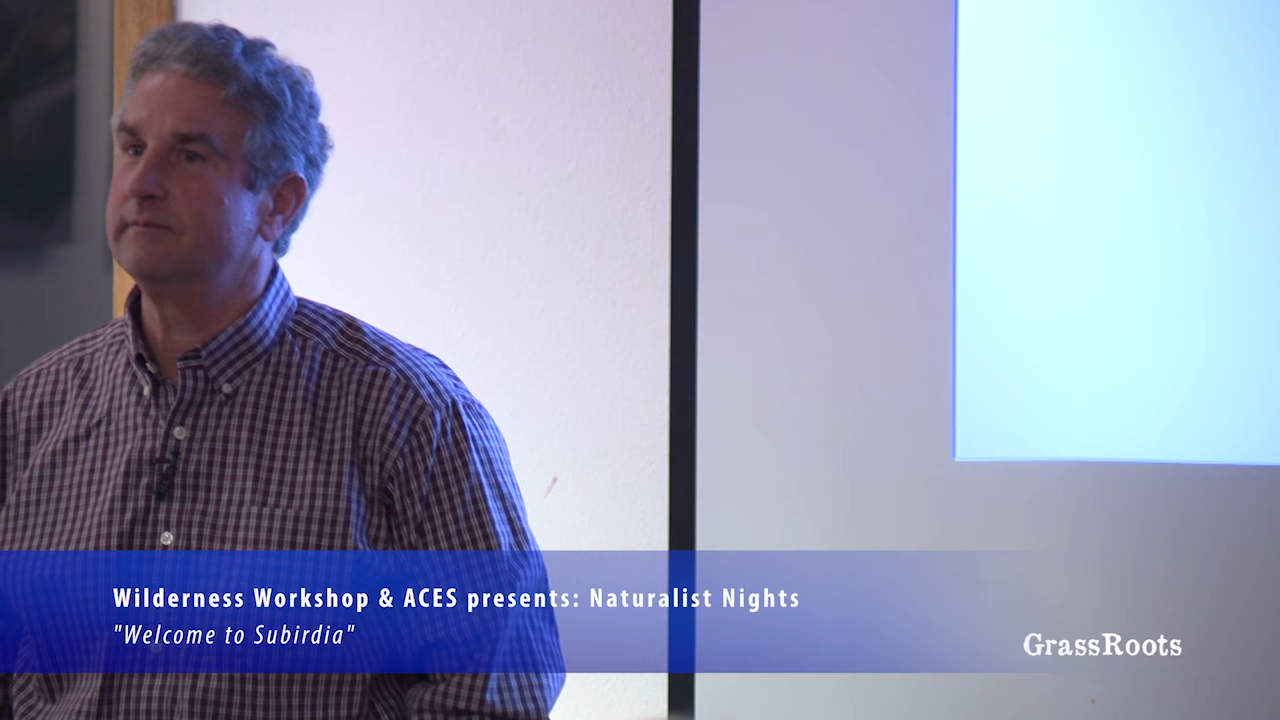 Wilderness Workshop & ACES presents: Naturalist Nights
"Welcome to Subirdia"
GrassRoots